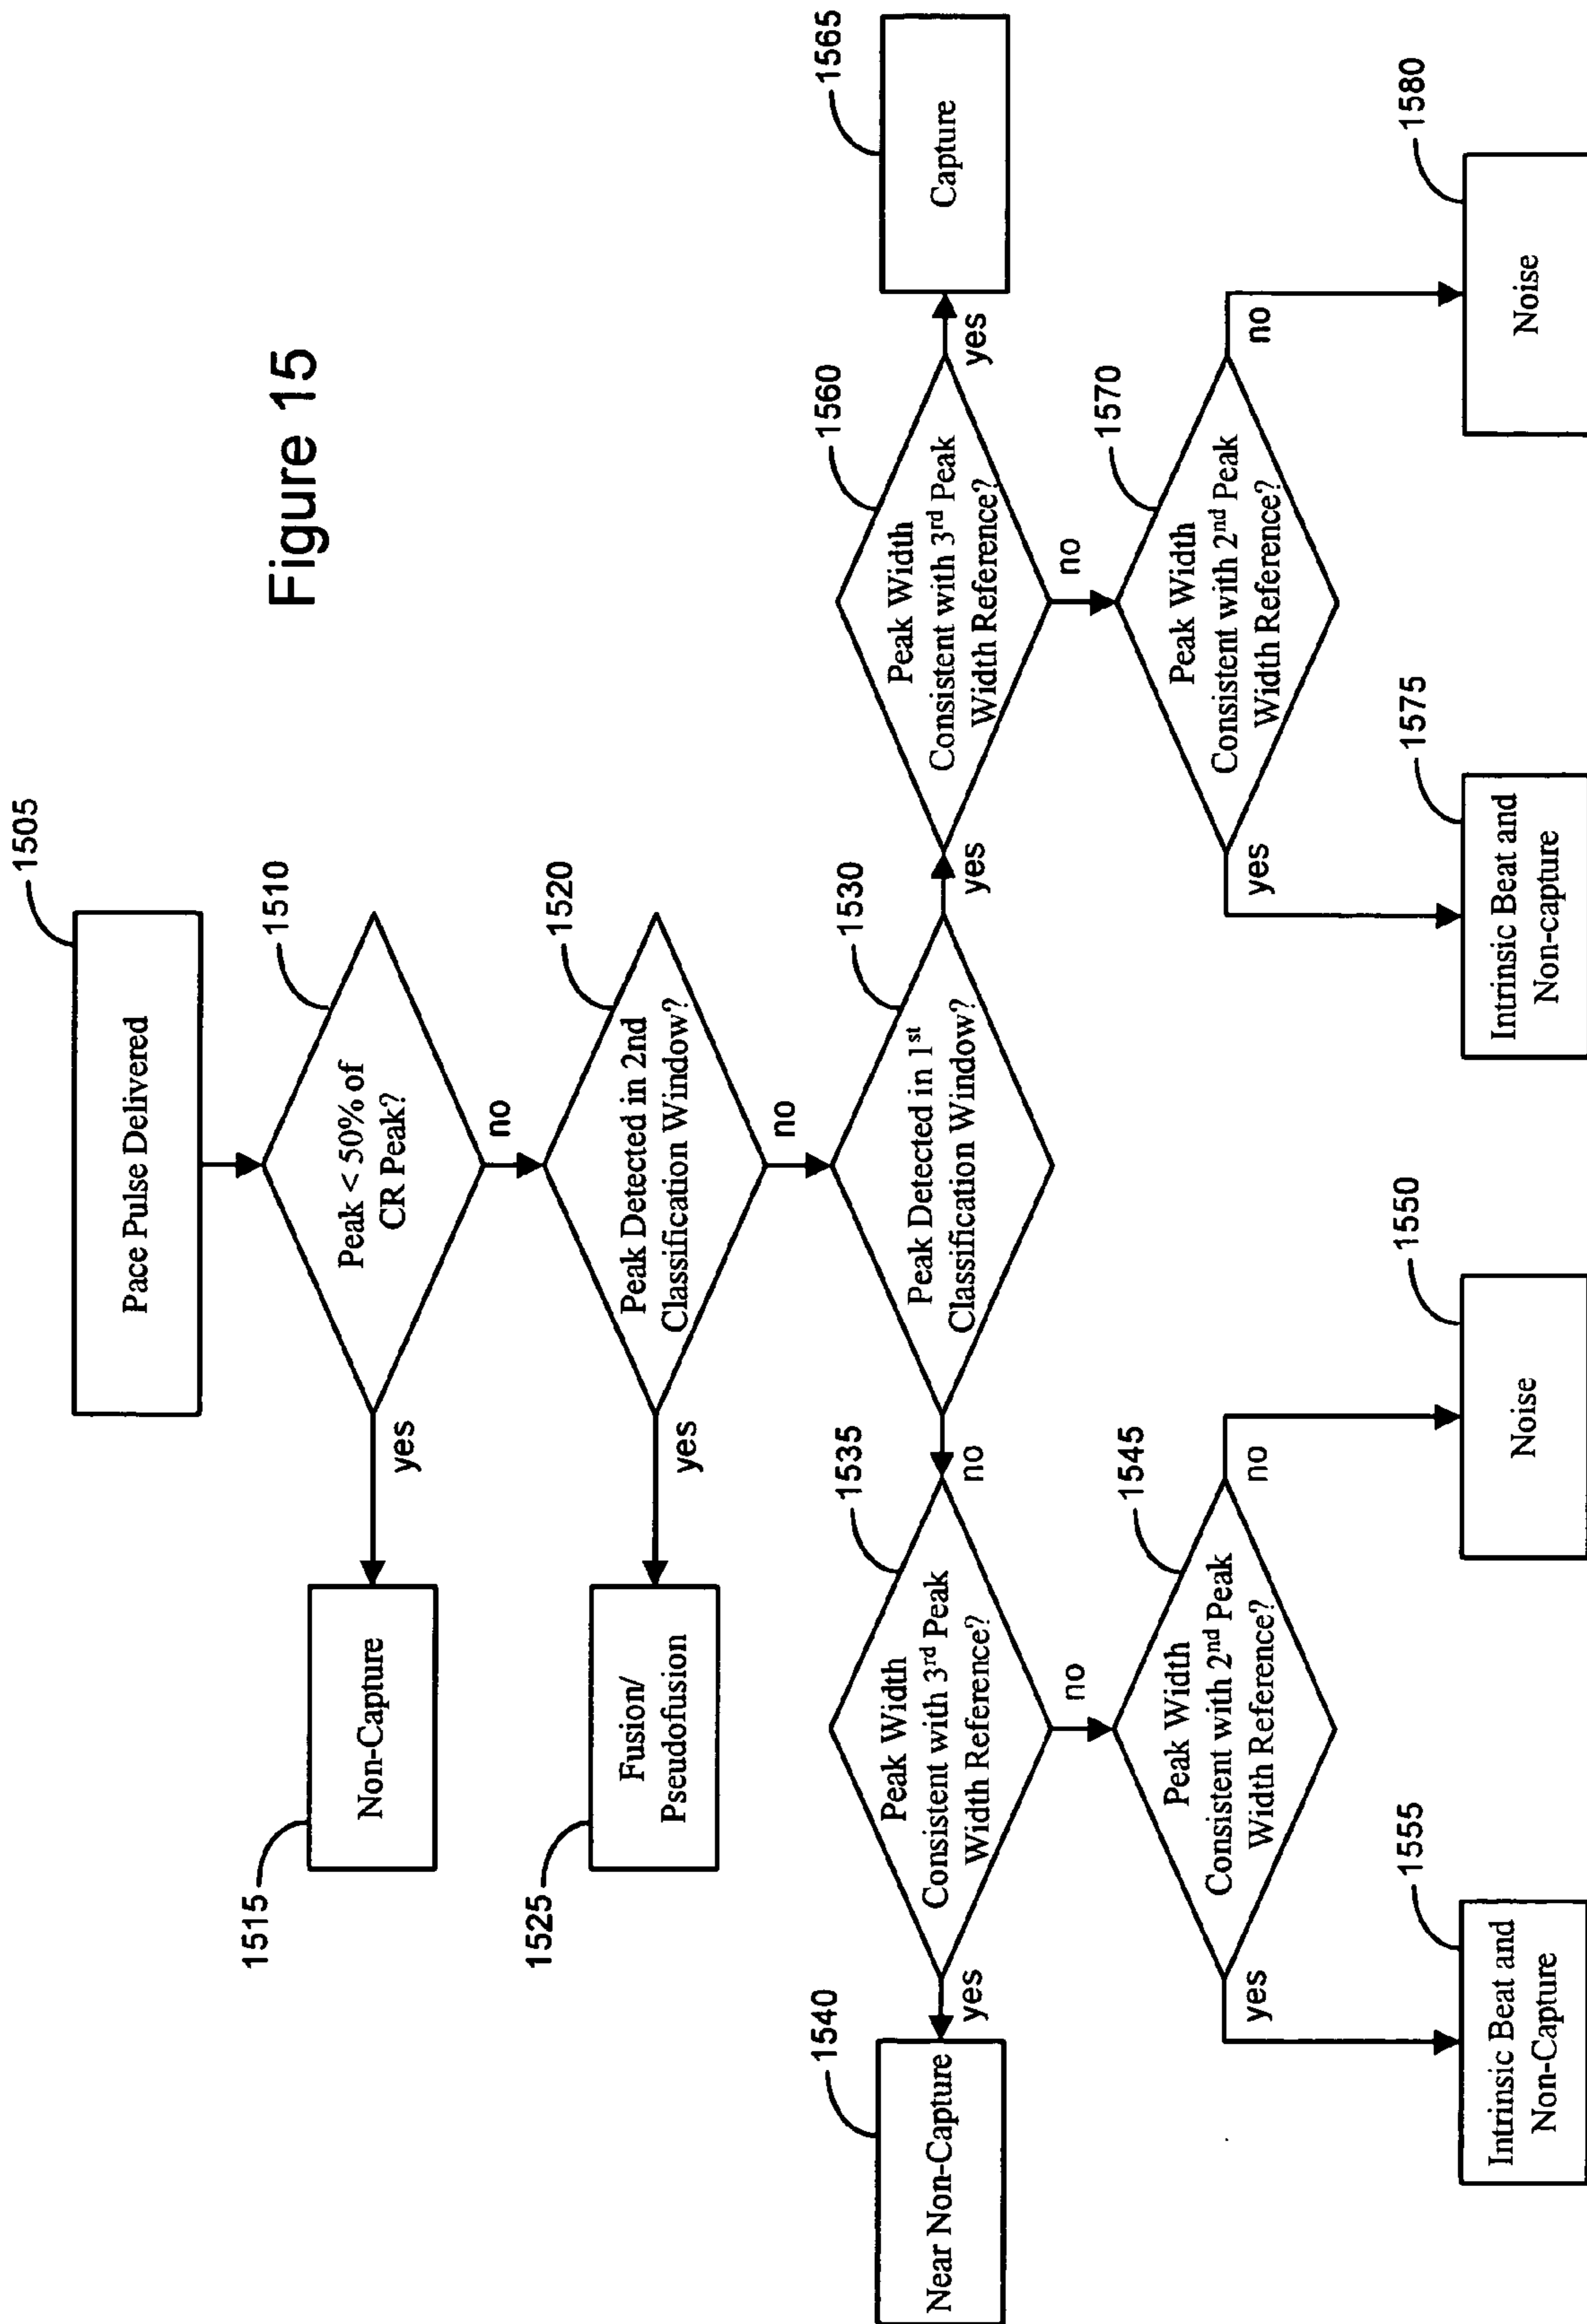 Figure 15
1505
Pace Pulse Delivered
1510
Peak < 50% of
CR Peak?
yes
no
1515
Non-Capture
1520
Peak Detected in 2nd
Classification Window?
yes
no
1525
Fusion/
Pseudofusion
1530
Peak Detected in 1st
Classification Window?
no
yes
1535
Peak Width
Consistent with 3rd Peak
Width Reference?
yes
no
1540
Near Non-Capture
1545
Peak Width
Consistent with 2nd Peak
Width Reference?
yes
no
1555
Intrinsic Beat and
Non-Capture
1550
Noise
1560
Peak Width
Consistent with 3rd Peak
Width Reference?
yes
no
1565
Capture
1570
Peak Width
Consistent with 2nd Peak
Width Reference?
yes
no
1575
Intrinsic Beat and
Non-capture
1580
Noise